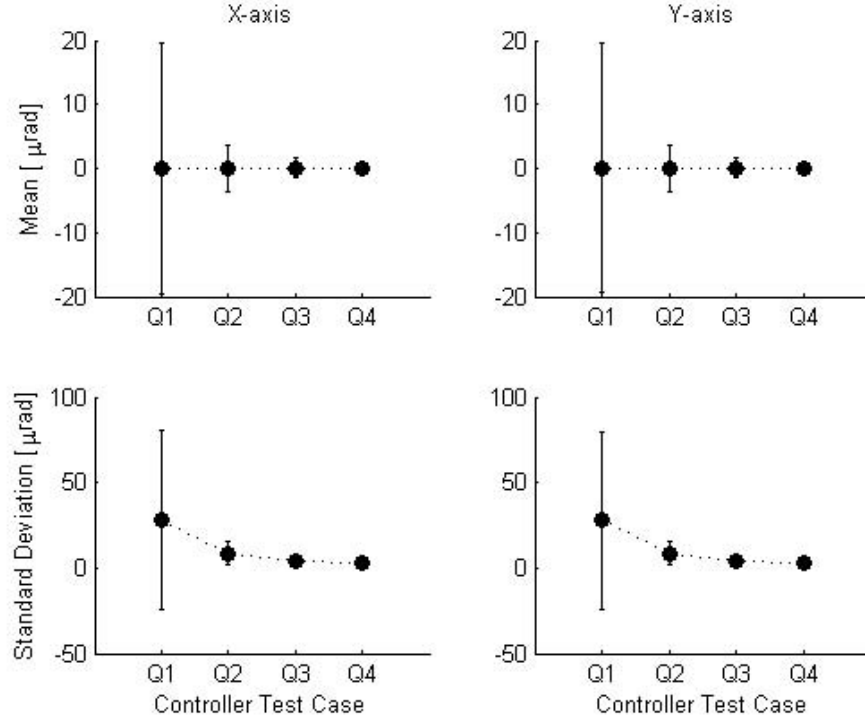 X-axis
Y-axis
Mean [ μrad]
20
10
0
-10
-20
Q1 Q2 Q3 Q4
20
10
0
-10
-20
Q1 Q2 Q3 Q4
Standard Deviation [ μrad]
100
50
0
-50
Q1 Q2 Q3 Q4
Controller Test Case
100
50
0
-50
Q1 Q2 Q3 Q4
Controller Test Case